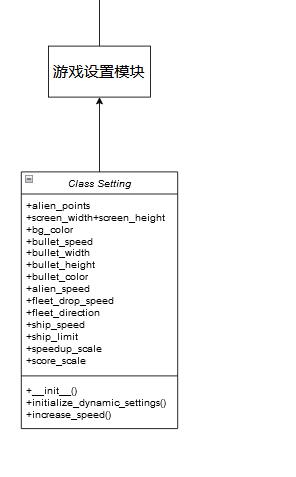 游戏设置模块
Class Setting
+alien_points
+screen_width+screen_height
+bg_color
+bullet_speed
+bullet_width
+bullet_height
+bullet_color
+alien_speed
+fleet_drop_speed
+fleet_direction
+ship_speed
+ship_limit
+speedup_scale
+score_scale
+__init__()
+initialize_dynamic_settings()
+increase_speed()